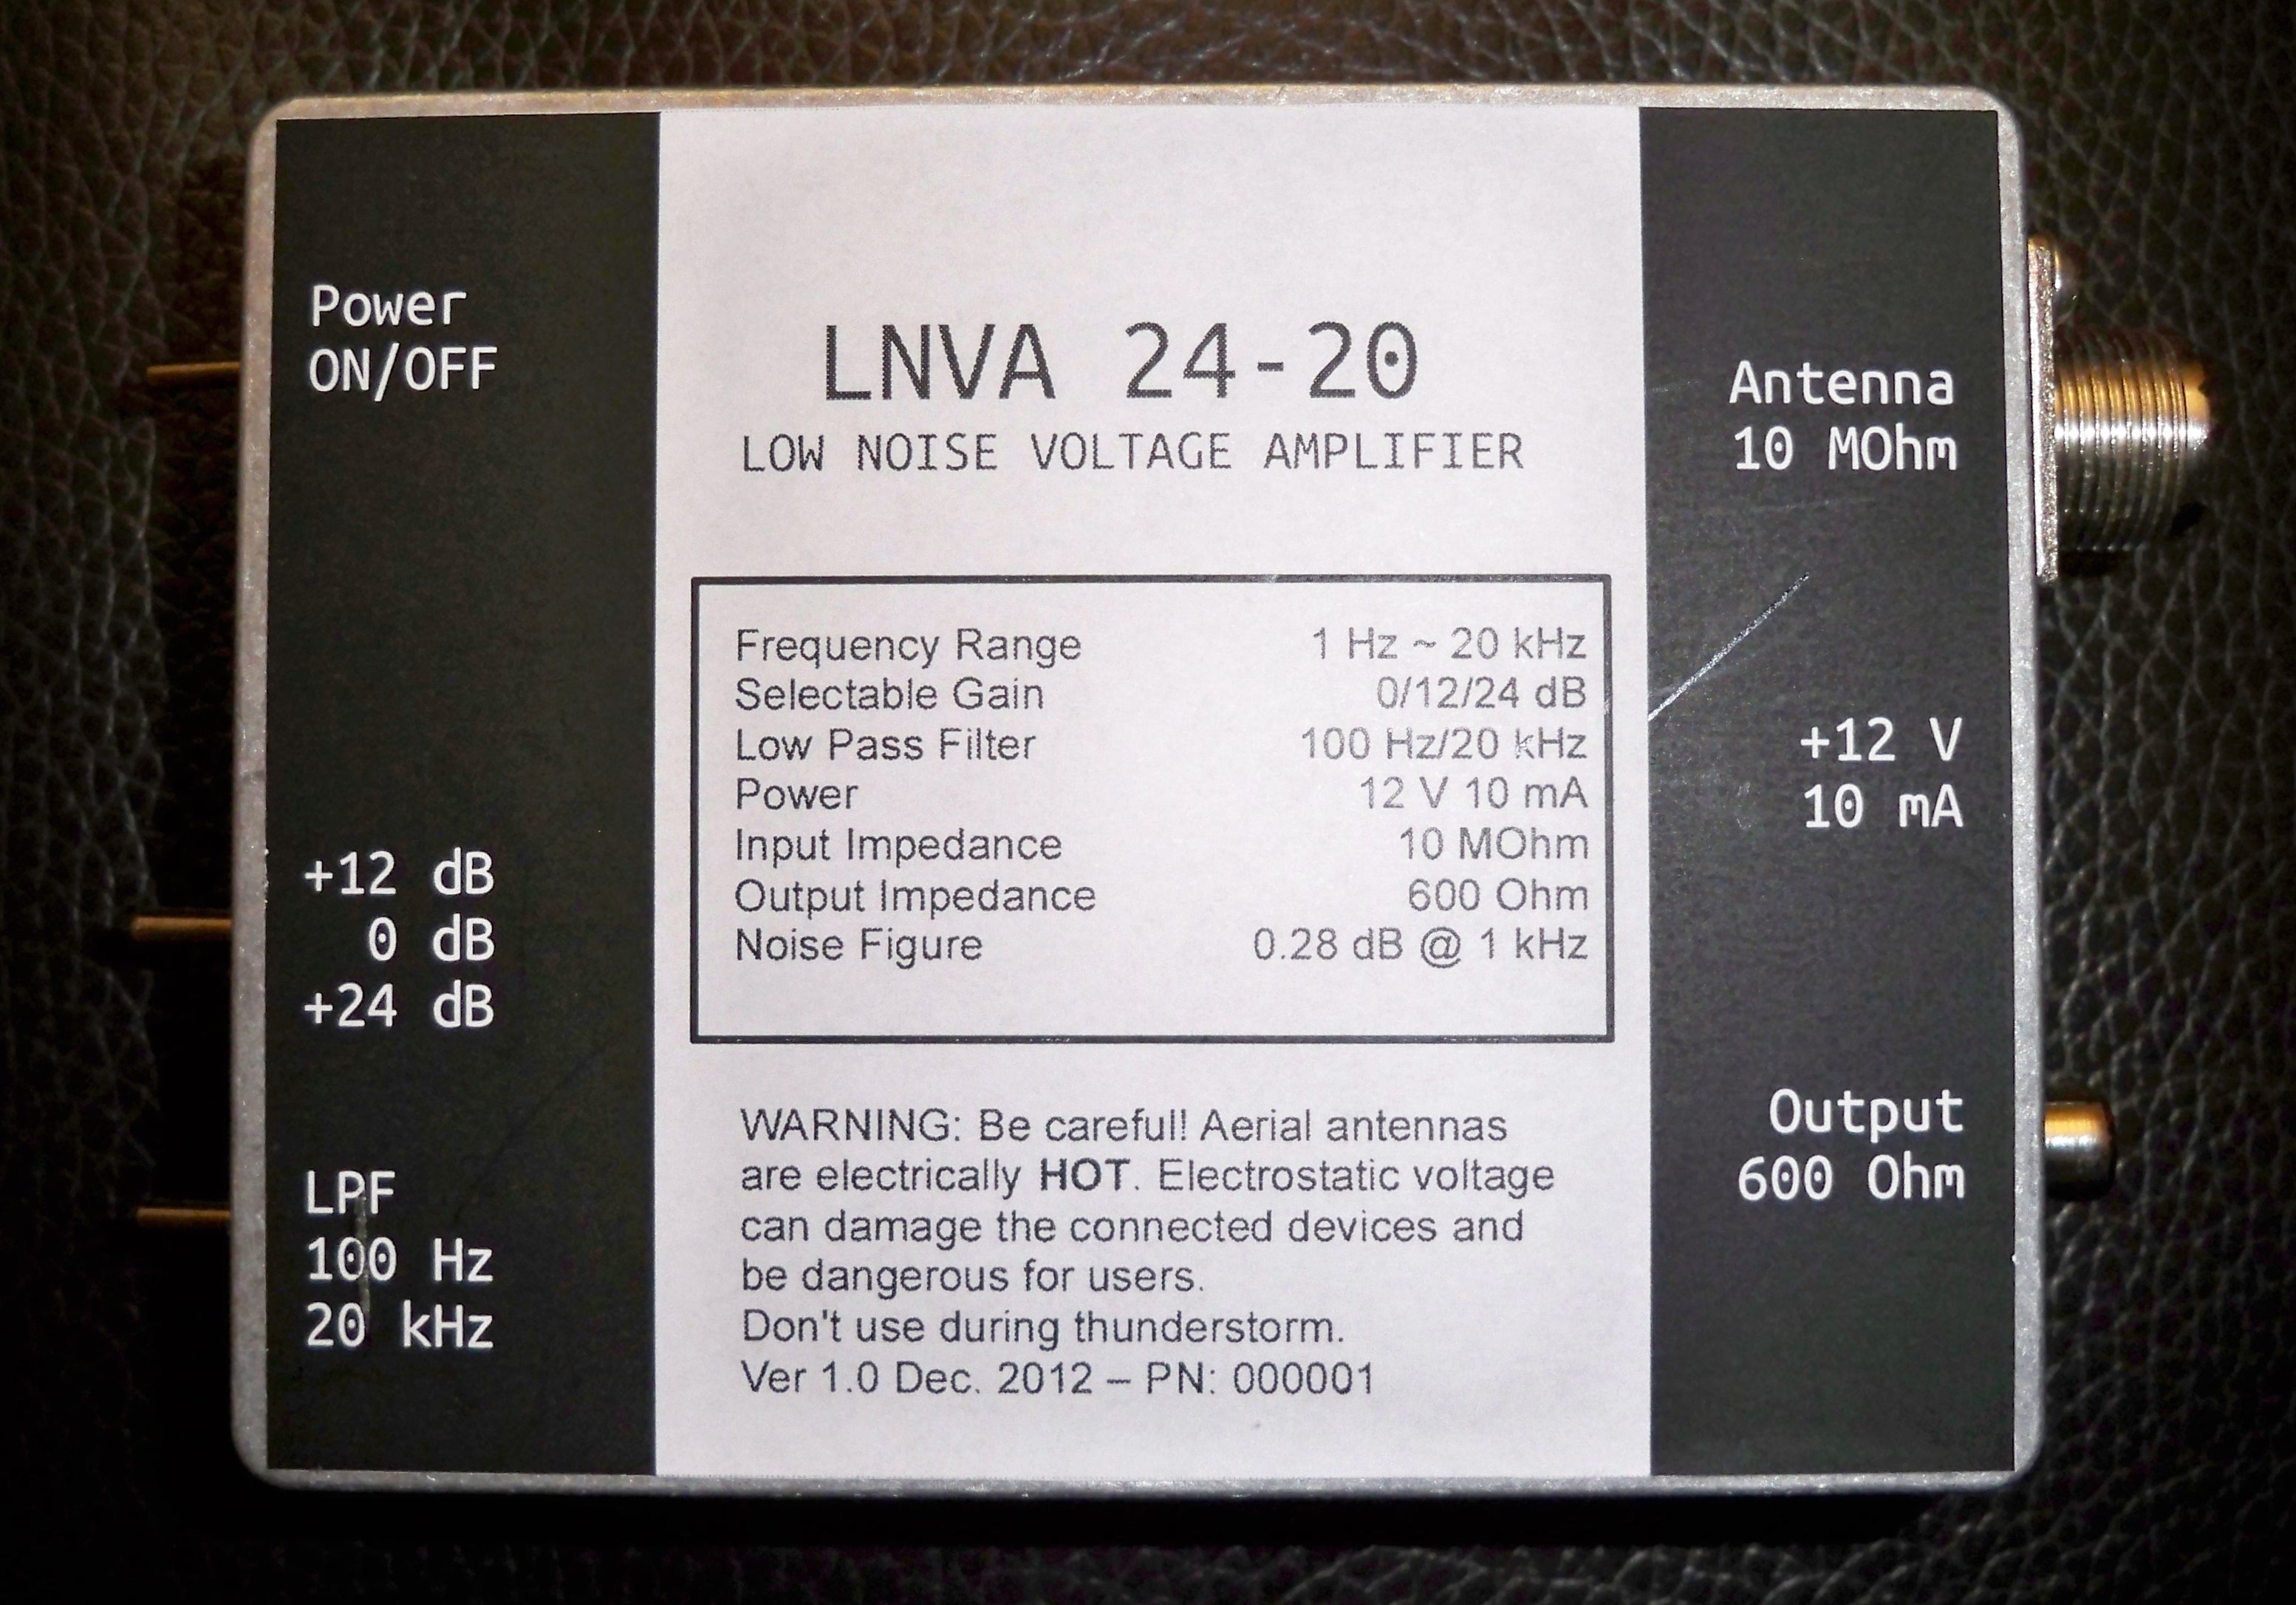 Power
ON/OFF
+12 dB
0 dB
+24 dB
LPF
100 Hz
20 kHz
LNVA 24-20
LOW NOISE VOLTAGE AMPLIFIER
Frequency Range 1 Hz ~ 20 kHz
Selectable Gain 0/12/24 dB
Low Pass Filter 100 Hz/20 kHz
Power 12 V 10 mA
Input Impedance 10 MOhm
Output Impedance 600 Ohm
Noise Figure 0.28 dB @ 1 kHz
WARNING: Be careful! Aerial antennas
are electrically HOT. Electrostatic voltage
can damage the connected devices and
be dangerous for users.
Don't use during thunderstorm.
Ver 1.0 Dec. 2012 – PN: 000001
Antenna
10 MOhm
+12 V
10 mA
Output
600 Ohm